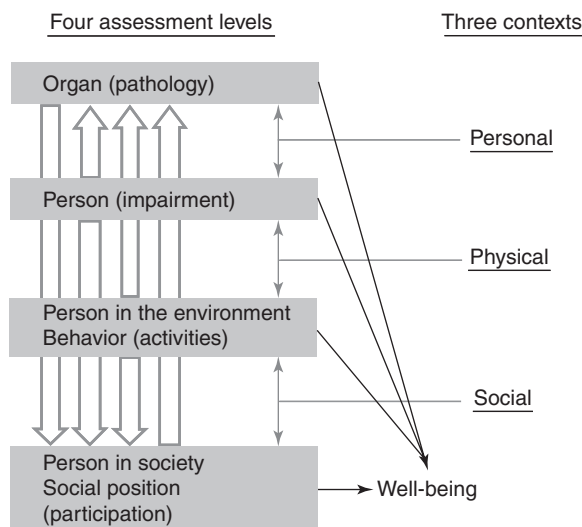 Four assessment levels
Three contexts
Organ (pathology)
Personal
Person (impairment)
Physical
Person in the environment
Behavior (activities)
Social
Person in society
Social position
(participation)
Well-being